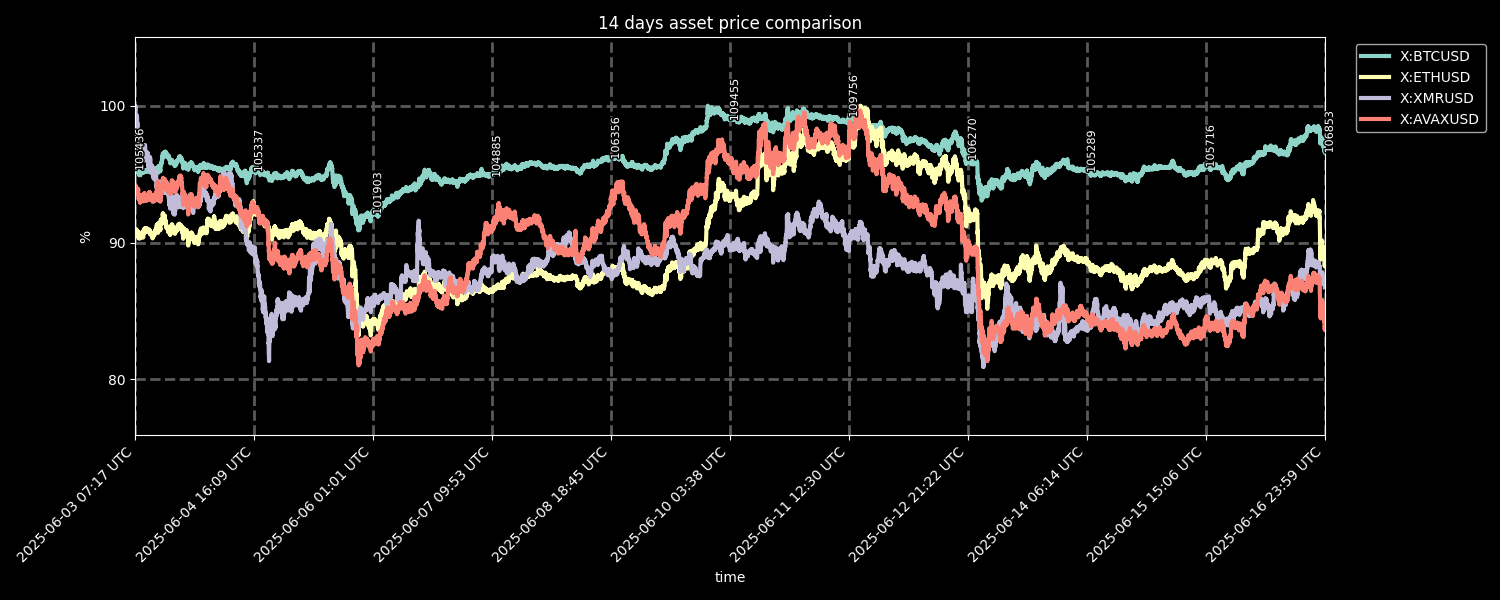 14 days asset price comparison
X:BTCUSD
X:ETHUSD
X:XMRUSD
X:AVAXUSD
100
90
80
%
105337
101903
104885
106356
109455
109756
106270
105289
105716
106853
2025-06-03 07:17 UTC
2025-06-04 16:09 UTC
2025-06-06 01:01 UTC
2025-06-07 09:53 UTC
2025-06-08 18:45 UTC
2025-06-10 03:38 UTC
2025-06-11 12:30 UTC
2025-06-12 21:22 UTC
2025-06-14 06:14 UTC
2025-06-15 15:06 UTC
2025-06-16 23:59 UTC
time